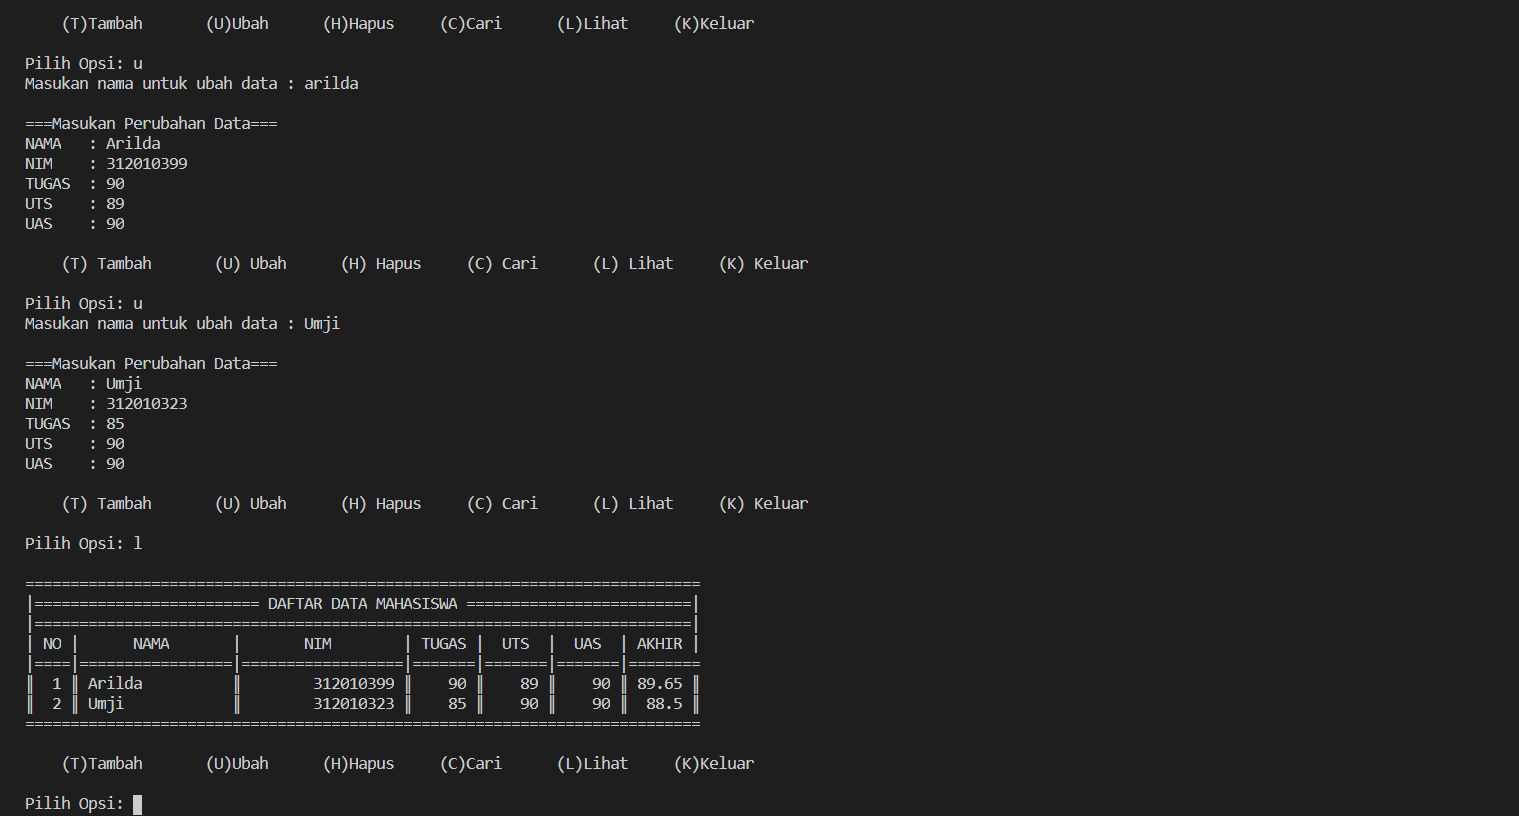 (T)Tambah (U)Ubah (H)Hapus (C)Cari (L)Lihat (K)Keluar
Pilih Opsi: u
Masukan nama untuk ubah data : arilda
===Masukan Perubahan Data===
NAMA : Arilda
NIM : 312010399
TUGAS : 90
UTS : 89
UAS : 90
(T) Tambah (U) Ubah (H) Hapus (C) Cari (L) Lihat (K) Keluar
Pilih Opsi: u
Masukan nama untuk ubah data : Umji
===Masukan Perubahan Data===
NAMA : Umji
NIM : 312010323
TUGAS : 85
UTS : 90
UAS : 90
(T) Tambah (U) Ubah (H) Hapus (C) Cari (L) Lihat (K) Keluar
Pilih Opsi: l
===========================================================================
|========================= DAFTAR DATA MAHASISWA =========================|
|=========================================================================|
| NO | NAMA | NIM | TUGAS | UTS | UAS | AKHIR |
|====|=================|==================|=======|=======|=======|========
║ 1 ║ Arilda ║ 312010399 ║ 90 ║ 89 ║ 90 ║ 89.65 ║
║ 2 ║ Umji ║ 312010323 ║ 85 ║ 90 ║ 90 ║ 88.5 ║
===========================================================================
(T)Tambah (U)Ubah (H)Hapus (C)Cari (L)Lihat (K)Keluar
Pilih Opsi: